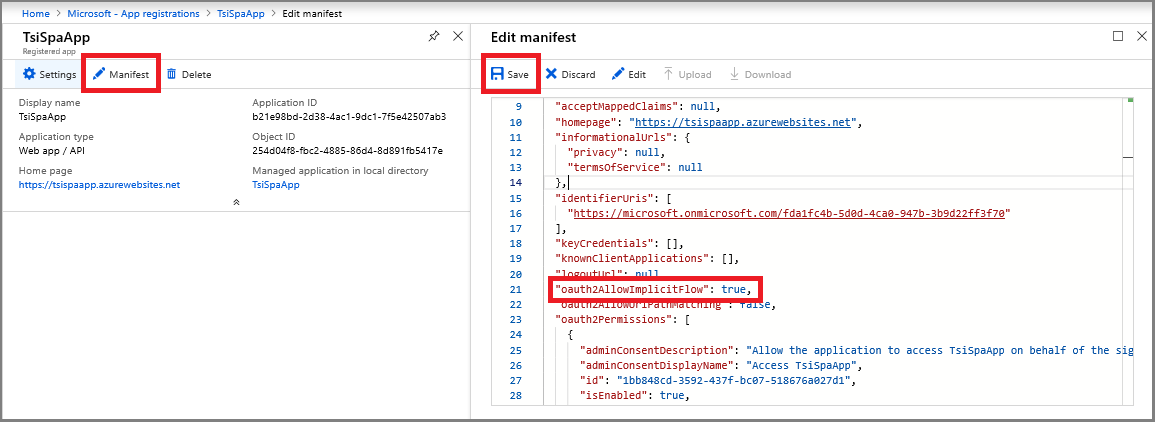 Home > Microsoft - App registrations > TsiSpaApp > Edit manifest
TsiSpaApp
Registered app
Settings Manifest Delete
Display name
TsiSpaApp
Application type
Web app / API
Home page
https://tsispaapp.azurewebsites.net
Application ID
b21e98bd-2d38-4ac1-9dc1-7f5e42507ab3
Object ID
254d04f8-fbc2-4885-86d4-8d891fb5417e
Managed application in local directory
TsiSpaApp
Edit manifest
Save Discard Edit Upload Download
9 "acceptMappedClaims": null,
10 "homepage": "https://tsispaapp.azurewebsites.net",
11 "informationalUrls": {
12 "privacy": null,
13 "termsOfService": null
14 },
15 "identifierUris": [
16 "https://microsoft.onmicrosoft.com/fda1fc4b-5d0d-4ca0-947b-3b9d22ff3f70"
17 ],
18 "keyCredentials": [],
19 "knownClientApplications": [],
20 "logoutUrl": null,
21 "oauth2AllowImplicitFlow": true,
22 "oauth2AllowUrlPathMatching": false,
23 "oauth2Permissions": [
24 {
25 "adminConsentDescription": "Allow the application to access TsiSpaApp on behalf of the sig
26 "adminConsentDisplayName": "Access TsiSpaApp",
27 "id": "1bb848cd-3592-437f-bc07-518676a027d1",
28 "isEnabled": true,